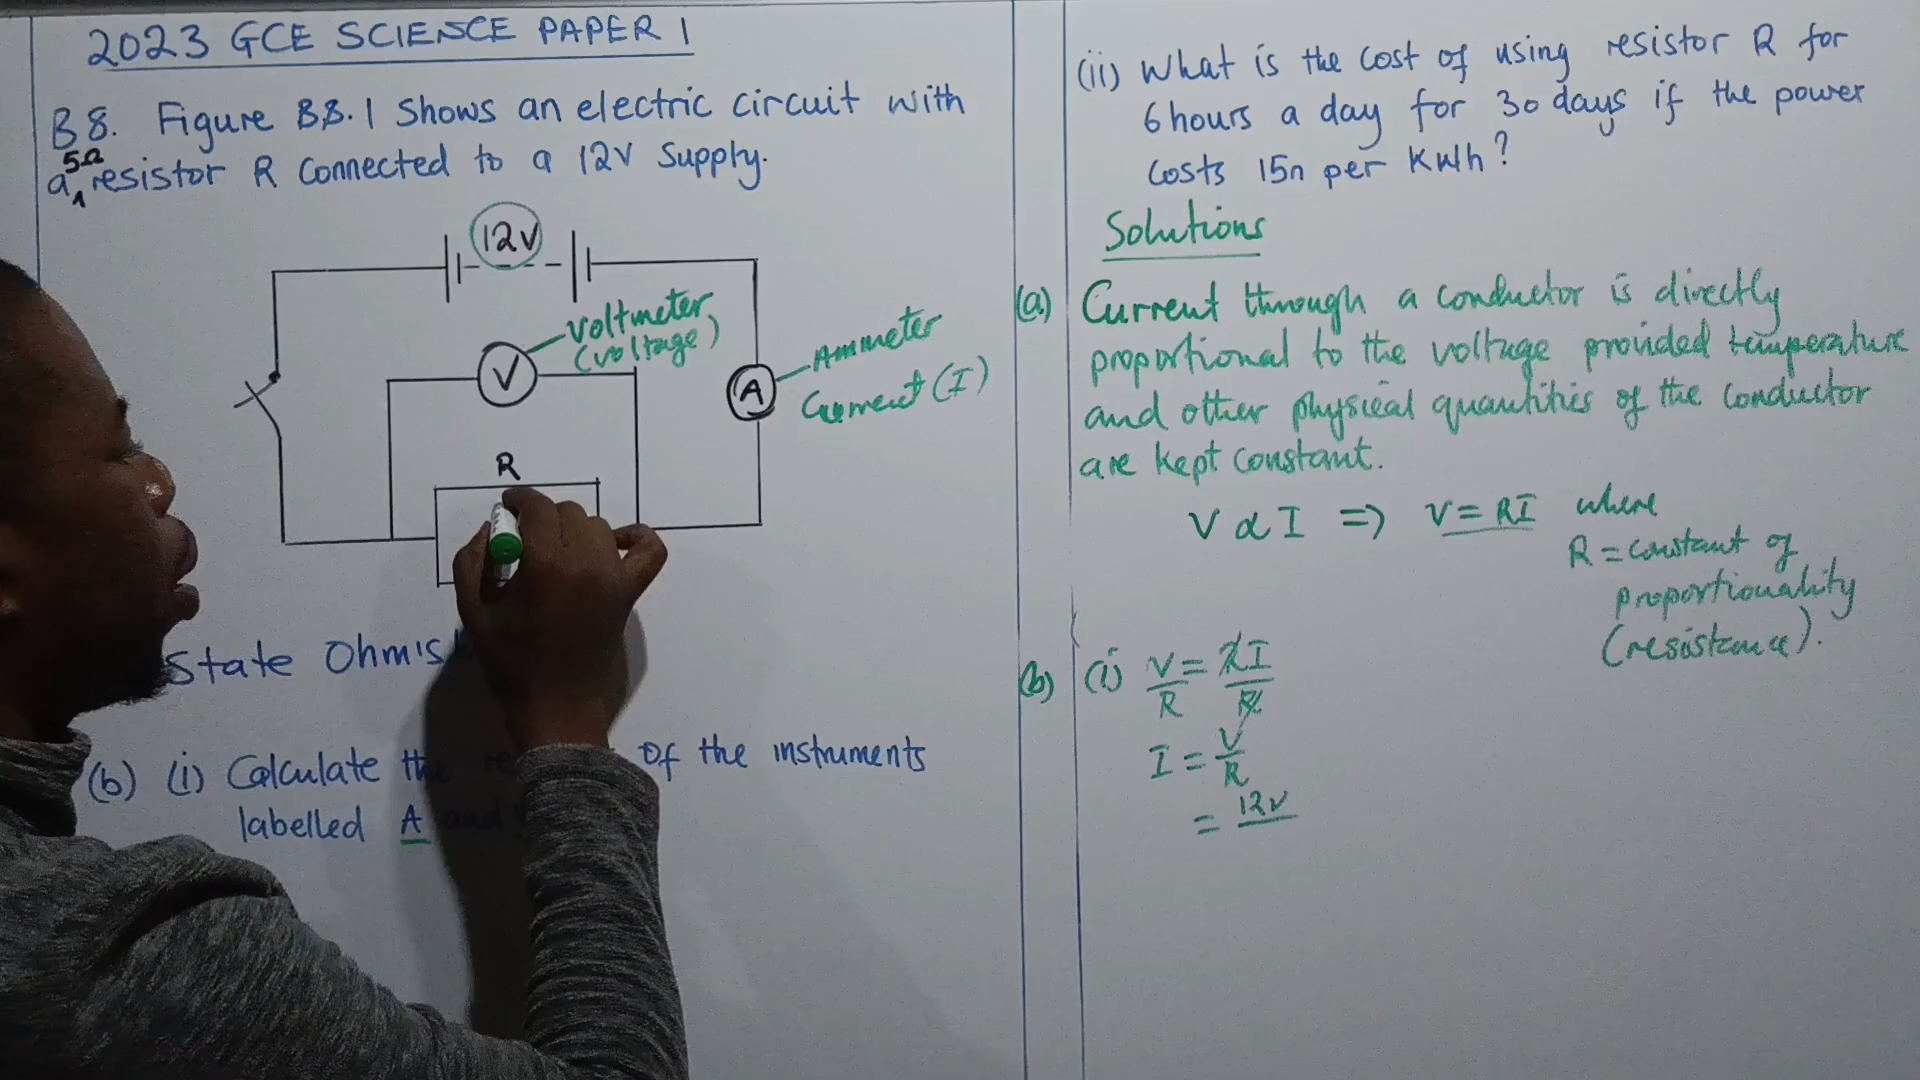 2023 GCE SCIENCE PAPER 1
B8. Figure B8.1 Shows an electric circuit with
5Ω
a resistor R connected to a 12V supply.
12V
Voltmeter
(voltage)
V
Ammeter
A
Current (I)
R
State Ohm's
(b) (i) Calculate the of the instruments
labelled A and
(ii) What is the cost of using resistor R for
6 hours a day for 30 days if the power
costs 15n per KWh?
Solutions
(a) Current through a conductor is directly
proportional to the voltage provided temperature
and other physical quantities of the conductor
are kept constant.
V ∝ I => V = RI where
R = constant of
proportionality
(resistance).
(b) (i) V/R = RI/R
I = V/R
= 12V